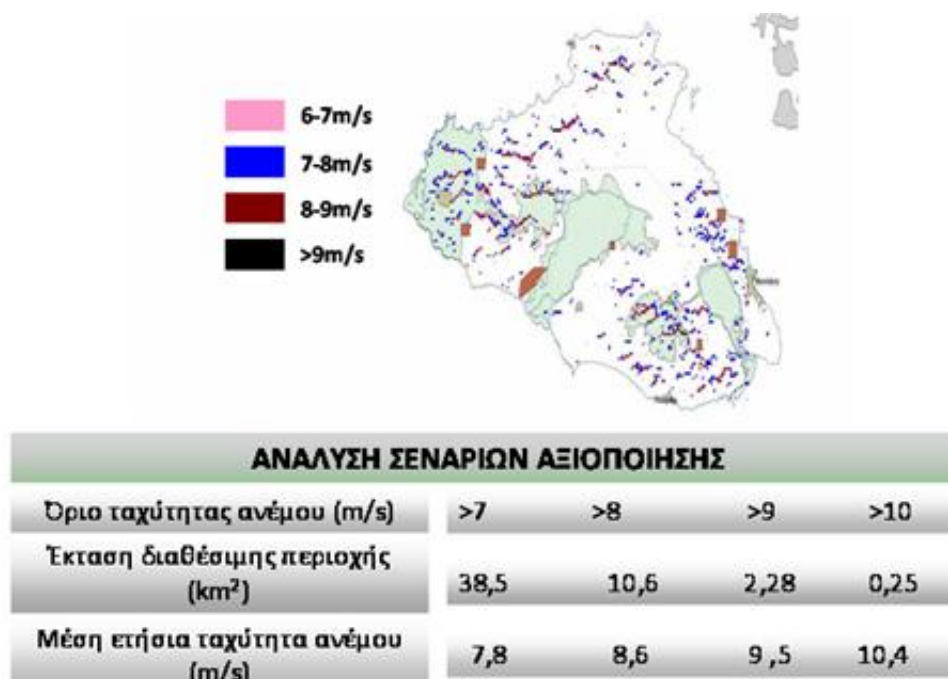 6-7m/s
7-8m/s
8-9m/s
>9m/s
ΑΝΑΛΥΣΗ ΣΕΝΑΡΙΩΝ ΑΞΙΟΠΟΙΗΣΗΣ
Όριο ταχύτητας ανέμου (m/s) >7 >8 >9 >10
Έκταση διαθέσιμης περιοχής
(km²) 38,5 10,6 2,28 0,25
Μέση ετήσια ταχύτητα ανέμου
(m/s) 7,8 8,6 9,5 10,4